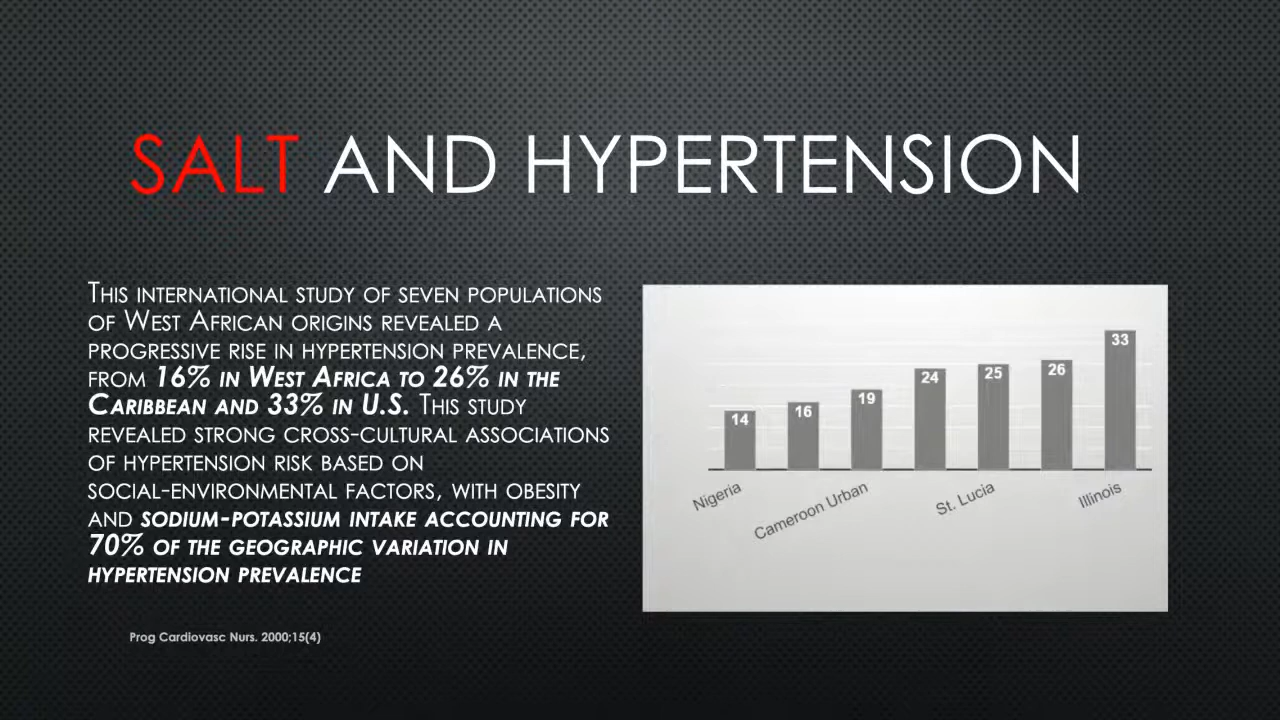 SALT AND HYPERTENSION
This international study of seven populations
of West African origins revealed a
progressive rise in hypertension prevalence,
from 16% in West Africa to 26% in the
Caribbean and 33% in U.S. This study
revealed strong cross-cultural associations
of hypertension risk based on
social-environmental factors, with obesity
and sodium-potassium intake accounting for
70% of the geographic variation in
hypertension prevalence
Prog Cardiovasc Nurs. 2000;15(4)
14
16
19
24
25
26
33
Nigeria
Cameroon Urban
St. Lucia
Illinois